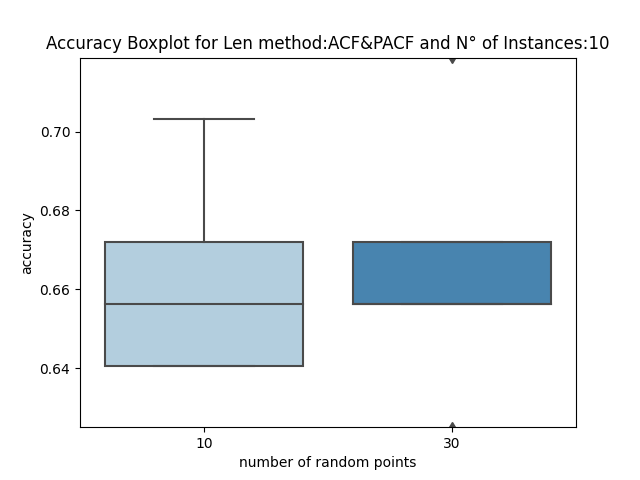 Accuracy Boxplot for Len method:ACF&PACF and N° of Instances:10
0.70
0.68
0.66
0.64
accuracy
10 30
number of random points